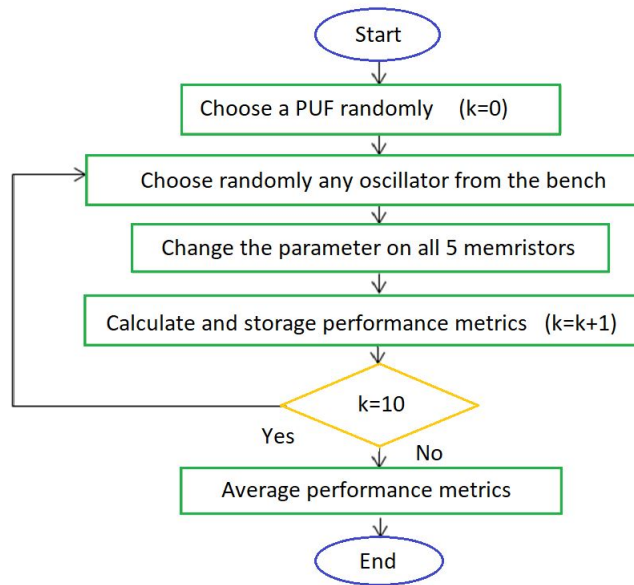 Start
Choose a PUF randomly (k=0)
Choose randomly any oscillator from the bench
Change the parameter on all 5 memristors
Calculate and storage performance metrics (k=k+1)
k=10
Yes
No
Average performance metrics
End